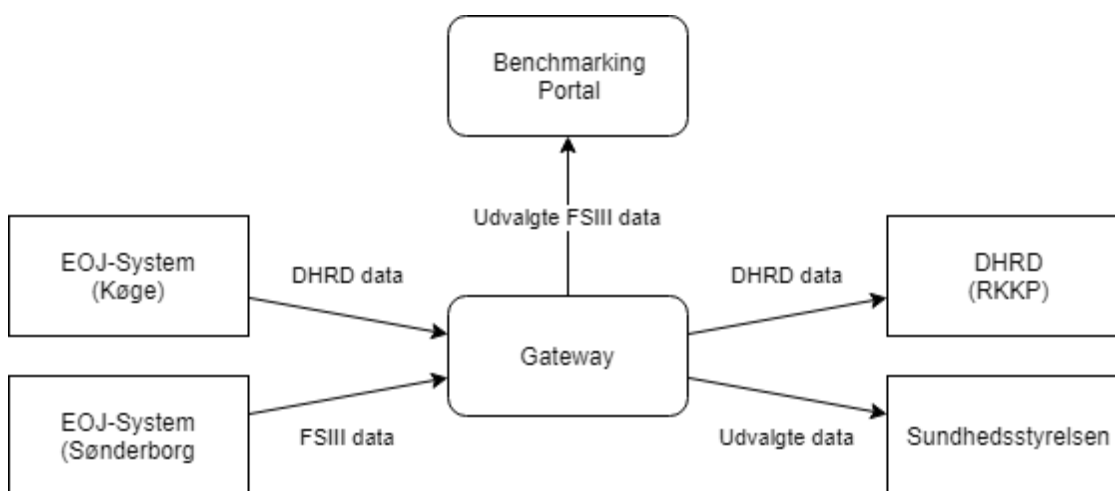 Benchmarking
Portal
Udvalgte FSIII data
EOJ-System
(Køge)
DHRD data
DHRD data
DHRD
(RKKP)
Gateway
EOJ-System
(Sønderborg
FSIII data
Udvalgte data
Sundhedsstyrelsen